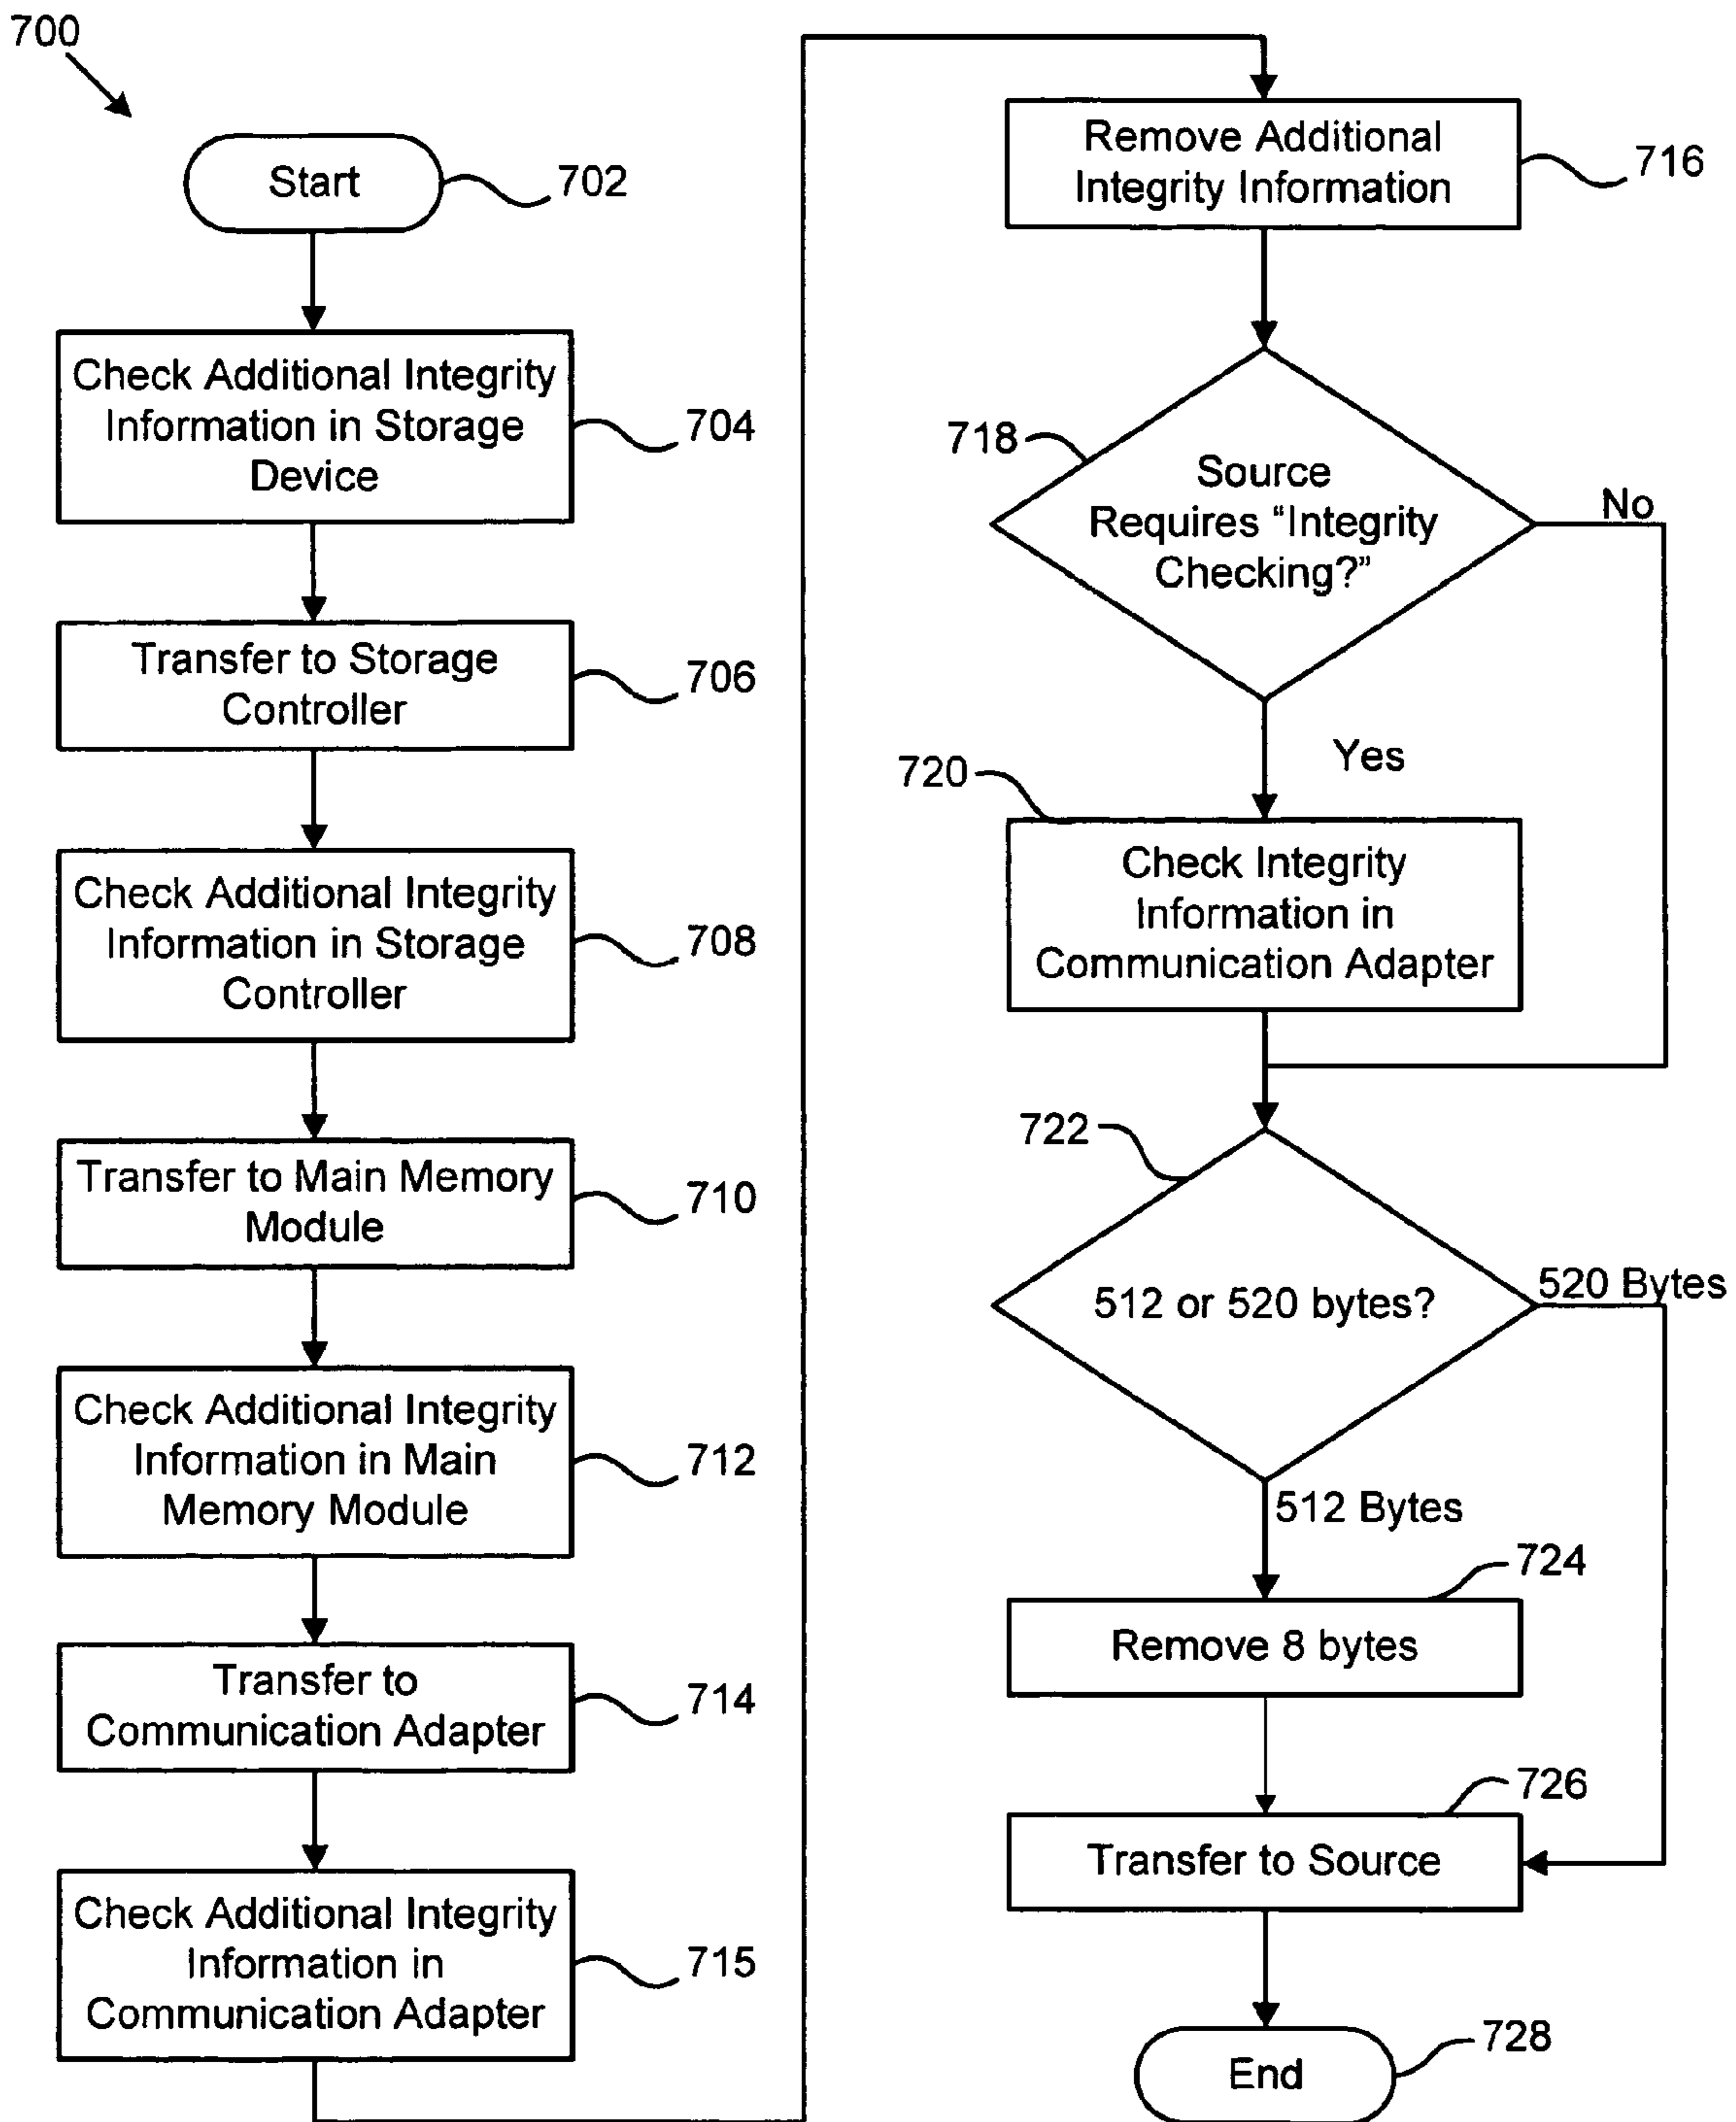 700
Start
702
Check Additional Integrity
Information in Storage
Device
704
Transfer to Storage
Controller
706
Check Additional Integrity
Information in Storage
Controller
708
Transfer to Main Memory
Module
710
Check Additional Integrity
Information in Main
Memory Module
712
Transfer to
Communication Adapter
714
Check Additional Integrity
Information in
Communication Adapter
715
Remove Additional
Integrity Information
716
718
Source
Requires “Integrity
Checking?”
No
Yes
720
Check Integrity
Information in
Communication Adapter
722
512 or 520 bytes?
520 Bytes
512 Bytes
724
Remove 8 bytes
726
Transfer to Source
End
728